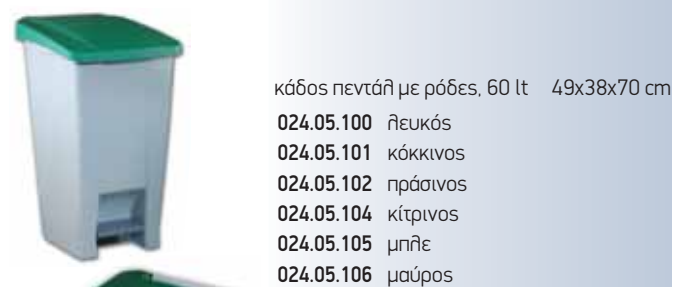 κάδος πεντάλ με ρόδες, 60 lt 49x38x70 cm
024.05.100 λευκός
024.05.101 κόκκινος
024.05.102 πράσινος
024.05.104 κίτρινος
024.05.105 μπλε
024.05.106 μαύρος